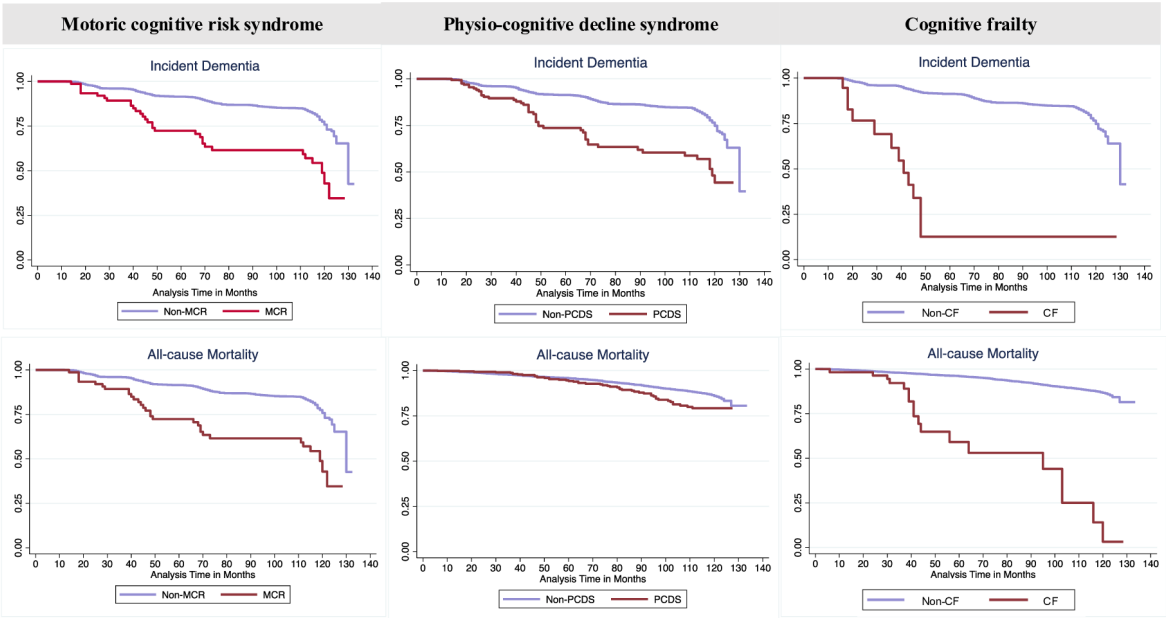 Motoric cognitive risk syndrome
Physio-cognitive decline syndrome
Cognitive frailty
Incident Dementia
1.00
0.75
0.50
0.25
0.00
0 10 20 30 40 50 60 70 80 90 100 110 120 130 140
Analysis Time in Months
Non-MCR MCR
Incident Dementia
1.00
0.75
0.50
0.25
0.00
0 10 20 30 40 50 60 70 80 90 100 110 120 130 140
Analysis Time in Months
Non-PCDS PCDS
Incident Dementia
1.00
0.75
0.50
0.25
0.00
0 10 20 30 40 50 60 70 80 90 100 110 120 130 140
Analysis Time in Months
Non-CF CF
All-cause Mortality
1.00
0.75
0.50
0.25
0.00
0 10 20 30 40 50 60 70 80 90 100 110 120 130 140
Analysis Time in Months
Non-MCR MCR
All-cause Mortality
1.00
0.75
0.50
0.25
0.00
0 10 20 30 40 50 60 70 80 90 100 110 120 130 140
Analysis Time in Months
Non-PCDS PCDS
All-cause Mortality
1.00
0.75
0.50
0.25
0.00
0 10 20 30 40 50 60 70 80 90 100 110 120 130 140
Analysis Time in Months
Non-CF CF